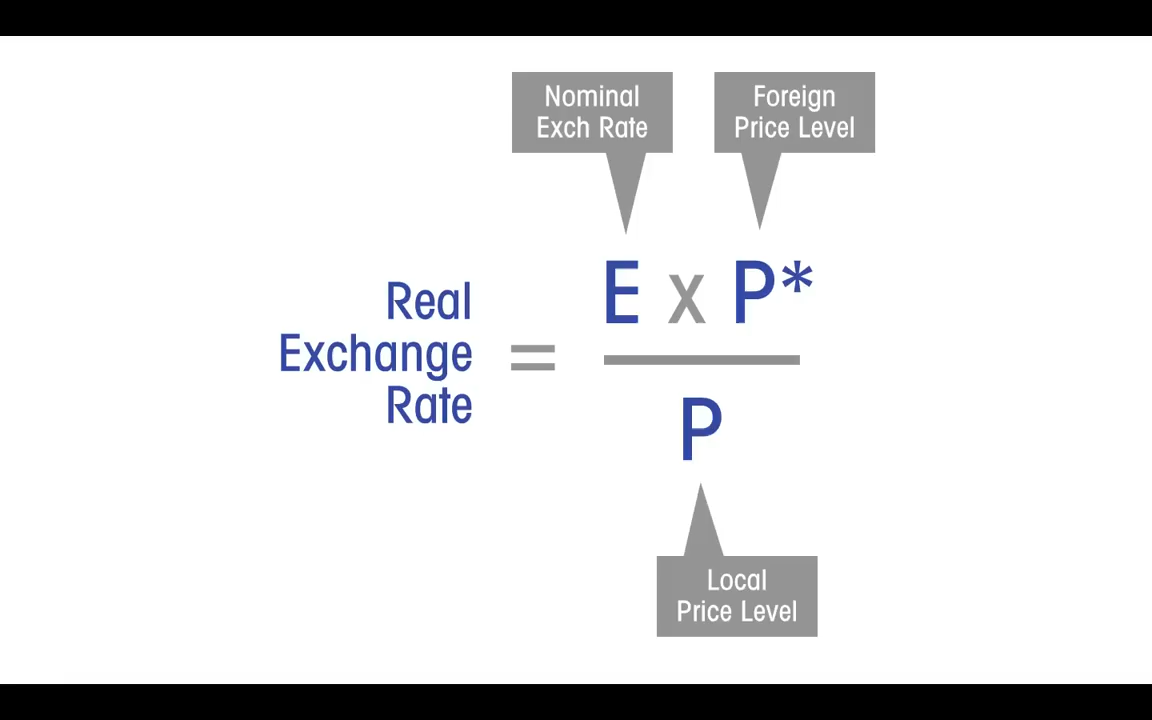 Nominal
Exch Rate
Foreign
Price Level
Real
Exchange
Rate
=
E x P*
P
Local
Price Level